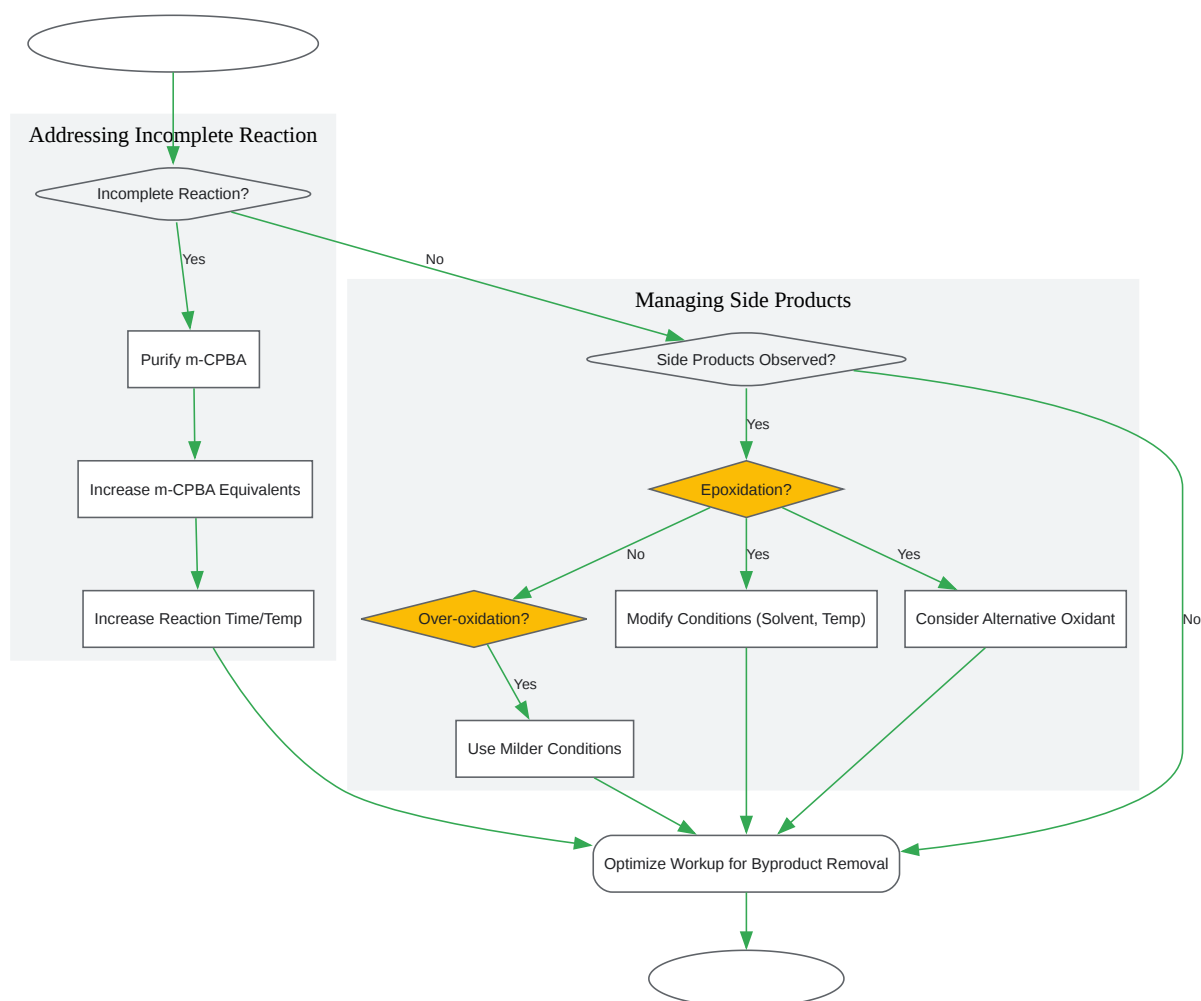 Addressing Incomplete Reaction
Incomplete Reaction?
Yes
No
Purify m-CPBA
Increase m-CPBA Equivalents
Increase Reaction Time/Temp
Managing Side Products
Side Products Observed?
Yes
No
Epoxidation?
No
Yes
Yes
Over-oxidation?
Modify Conditions (Solvent, Temp)
Consider Alternative Oxidant
Yes
Use Milder Conditions
Optimize Workup for Byproduct Removal